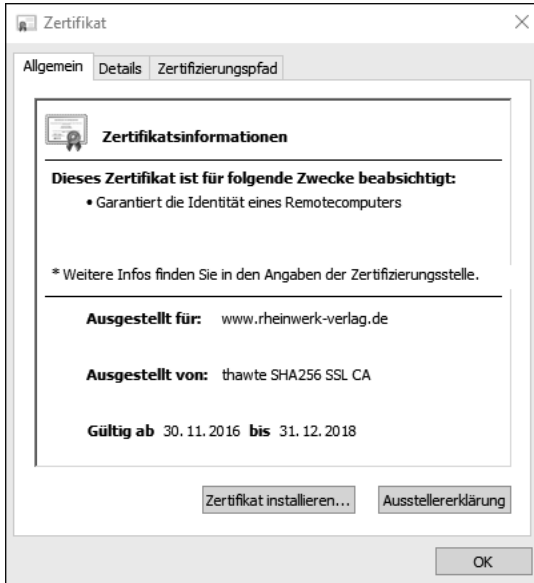 Zertifikat
Allgemein Details Zertifizierungspfad
Zertifikatsinformationen
Dieses Zertifikat ist für folgende Zwecke beabsichtigt:
• Garantiert die Identität eines Remotecomputers
* Weitere Infos finden Sie in den Angaben der Zertifizierungsstelle.
Ausgestellt für: www.rheinwerk-verlag.de
Ausgestellt von: thawte SHA256 SSL CA
Gültig ab 30.11.2016 bis 31.12.2018
Zertifikat installieren... Ausstellererklärung
OK